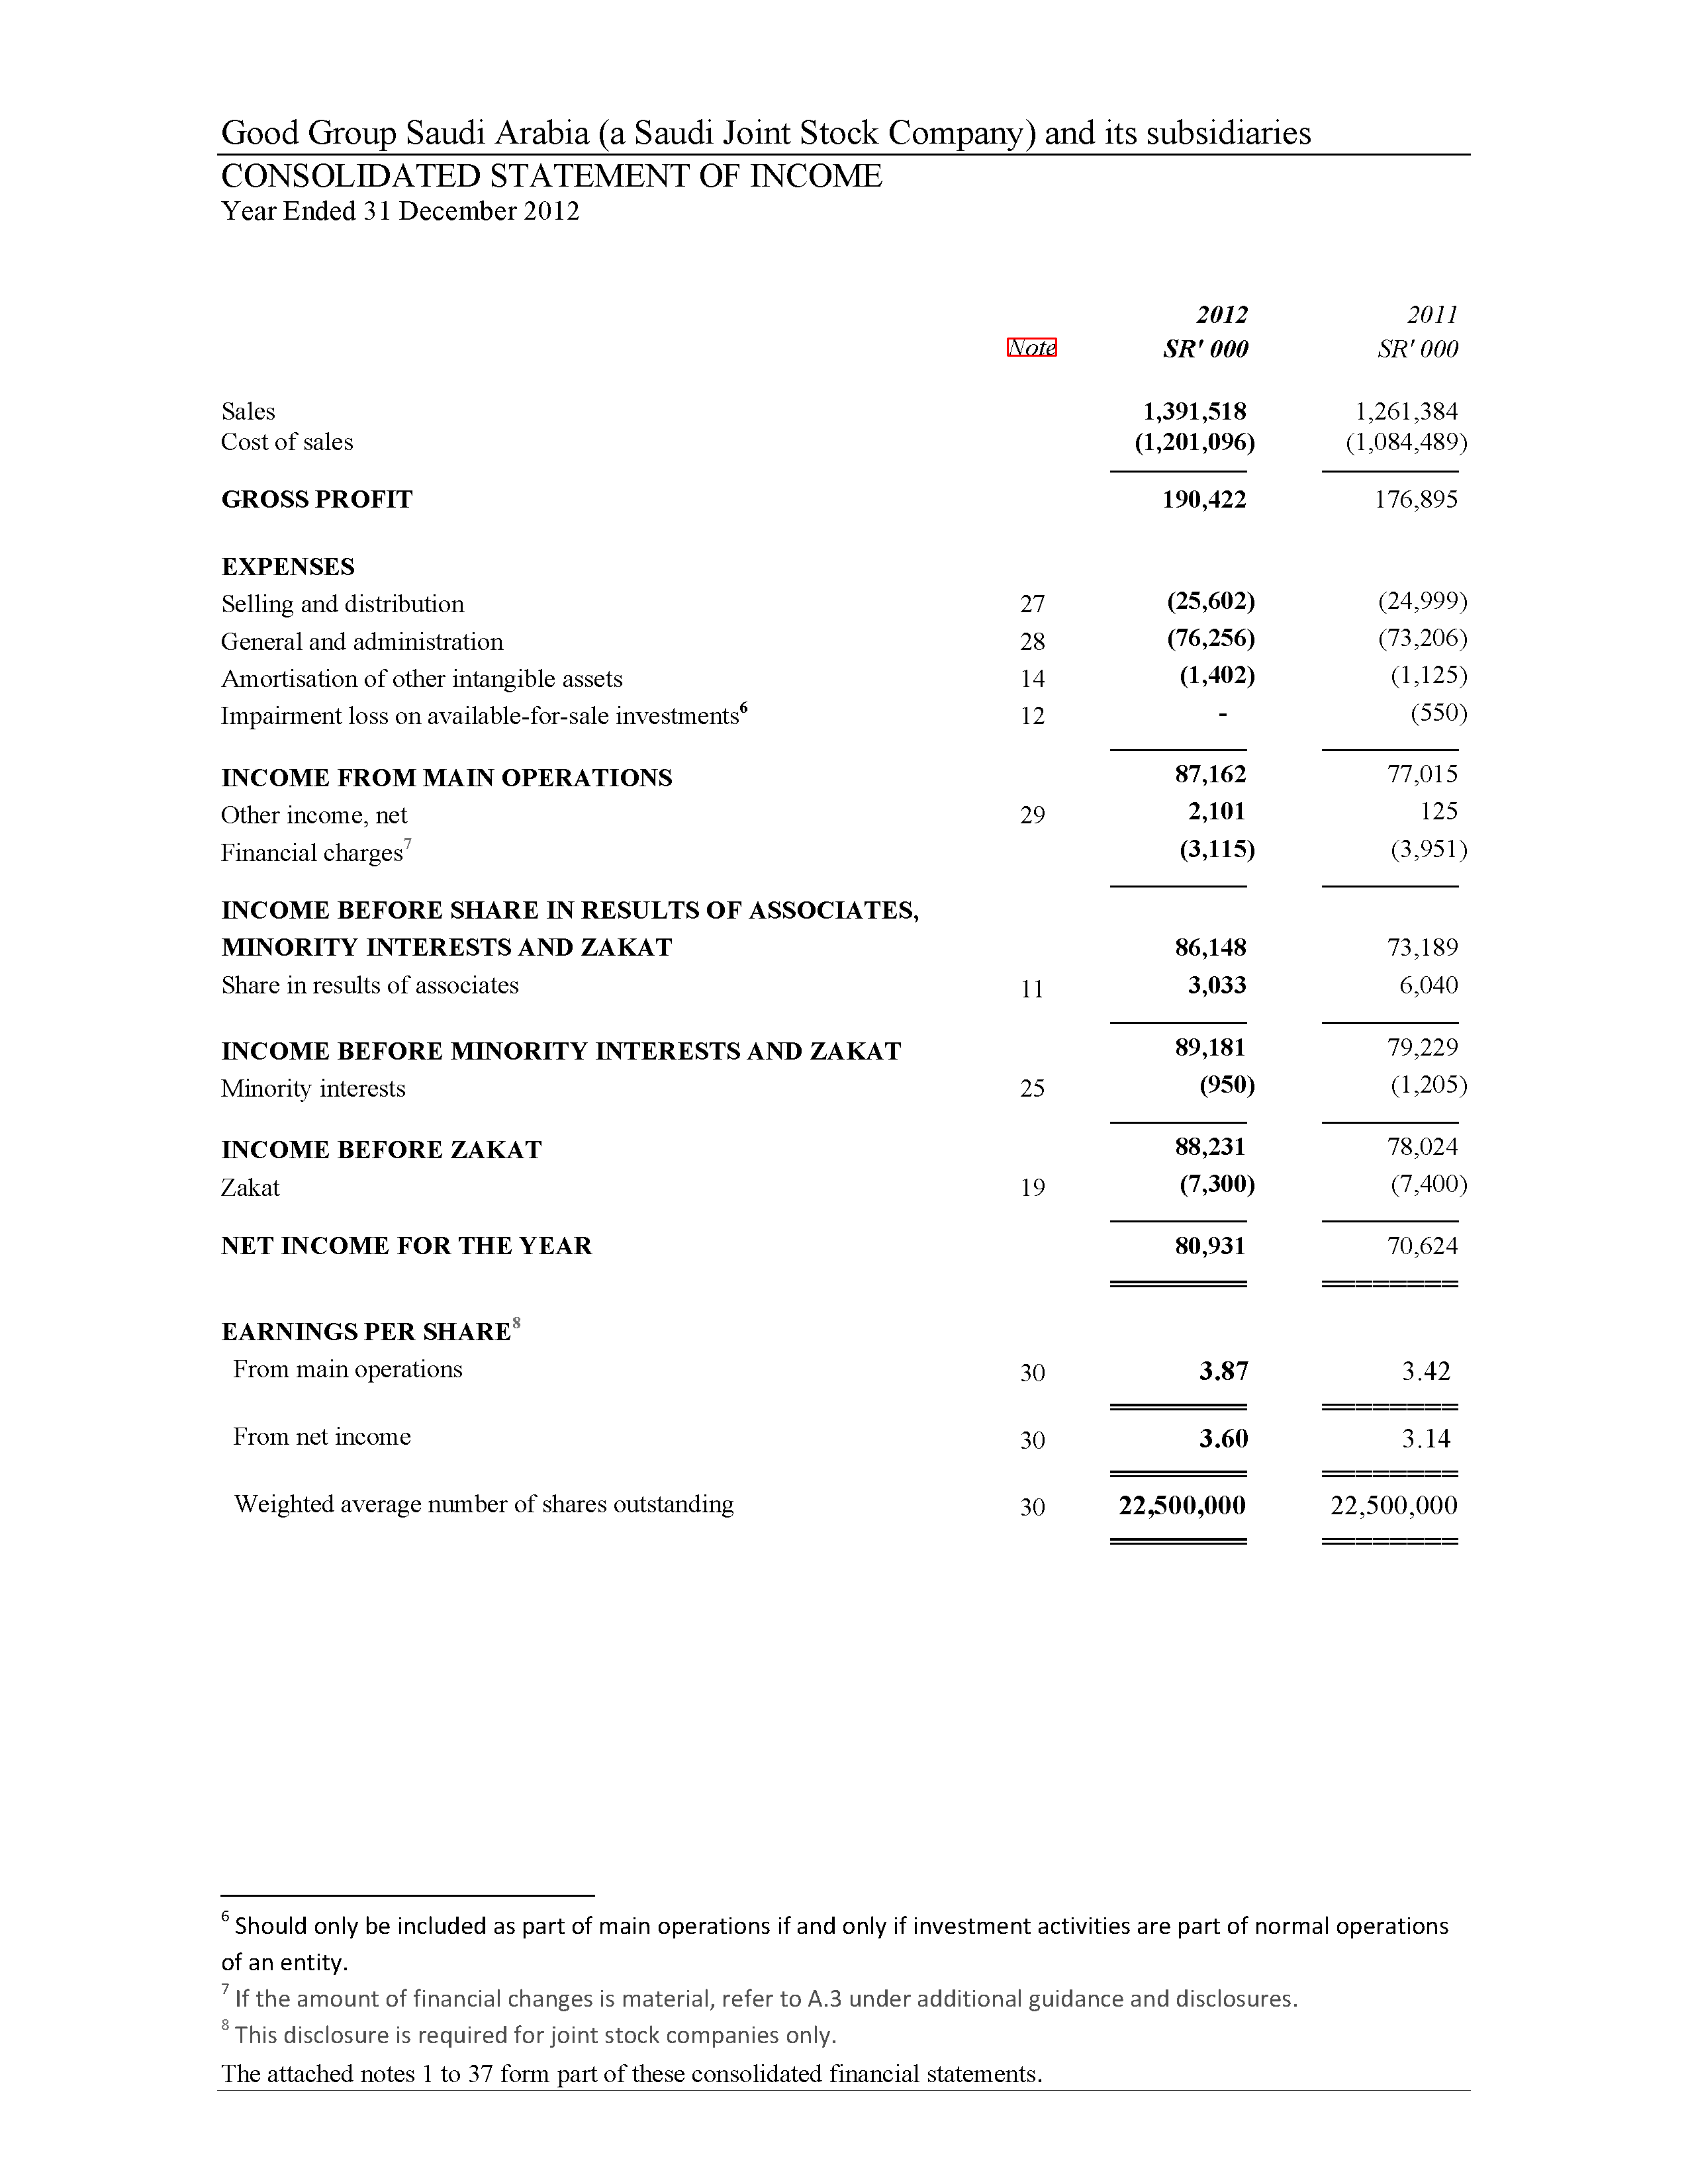 Good Group Saudi Arabia (a Saudi Joint Stock Company) and its subsidiaries
CONSOLIDATED STATEMENT OF INCOME
Year Ended 31 December 2012
2012 2011
Note SR' 000 SR' 000
Sales 1,391,518 1,261,384
Cost of sales (1,201,096) (1,084,489)
GROSS PROFIT 190,422 176,895
EXPENSES
Selling and distribution 27 (25,602) (24,999)
General and administration 28 (76,256) (73,206)
Amortisation of other intangible assets 14 (1,402) (1,125)
Impairment loss on available-for-sale investments6 12 - (550)
INCOME FROM MAIN OPERATIONS 87,162 77,015
Other income, net 29 2,101 125
Financial charges7 (3,115) (3,951)
INCOME BEFORE SHARE IN RESULTS OF ASSOCIATES,
MINORITY INTERESTS AND ZAKAT 86,148 73,189
Share in results of associates 11 3,033 6,040
INCOME BEFORE MINORITY INTERESTS AND ZAKAT 89,181 79,229
Minority interests 25 (950) (1,205)
INCOME BEFORE ZAKAT 88,231 78,024
Zakat 19 (7,300) (7,400)
NET INCOME FOR THE YEAR 80,931 70,624
EARNINGS PER SHARE8
From main operations 30 3.87 3.42
From net income 30 3.60 3.14
Weighted average number of shares outstanding 30 22,500,000 22,500,000
6 Should only be included as part of main operations if and only if investment activities are part of normal operations
of an entity.
7 If the amount of financial changes is material, refer to A.3 under additional guidance and disclosures.
8 This disclosure is required for joint stock companies only.
The attached notes 1 to 37 form part of these consolidated financial statements.